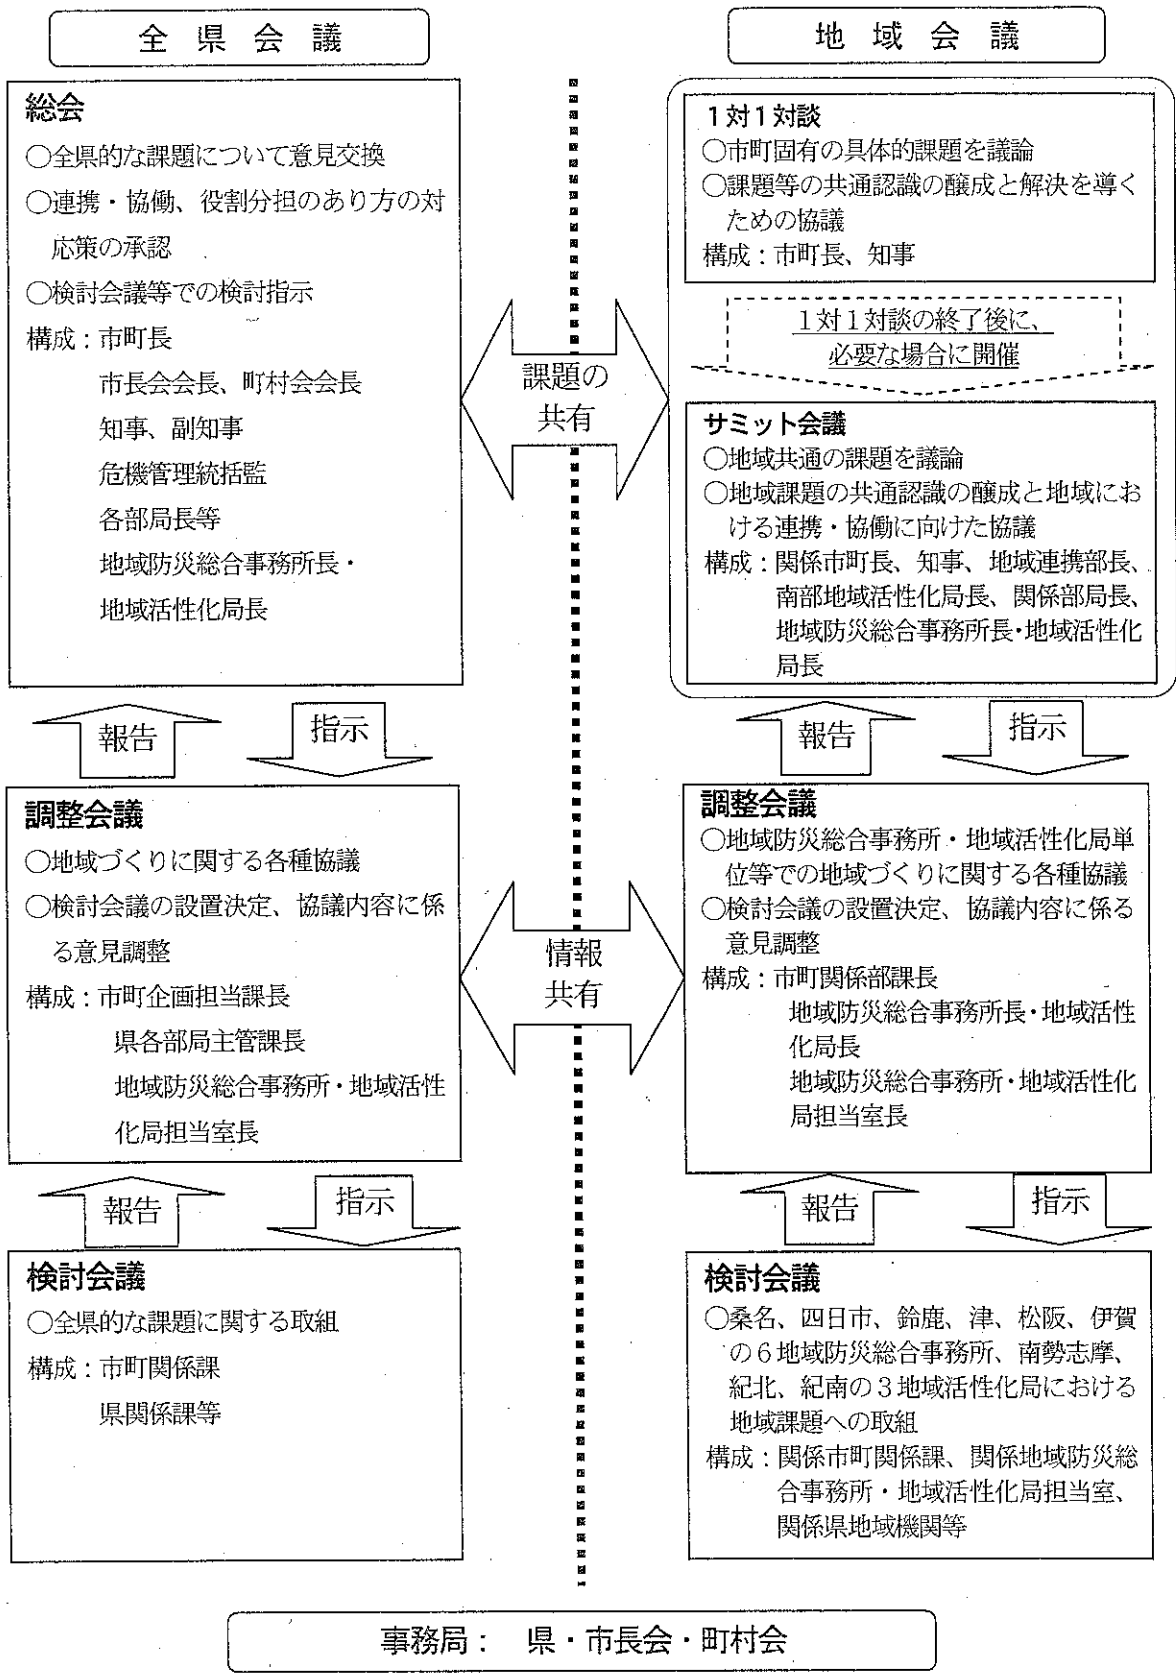 全県会議
総会
○全県的な課題について意見交換
○連携・協働、役割分担のあり方の対
応策の承認
○検討会議等での検討指示
構成：市町長
市長会会長、町村会会長
知事、副知事
危機管理統括監
各部局長等
地域防災総合事務所長・
地域活性化局長
報告
指示
調整会議
○地域づくりに関する各種協議
○検討会議の設置決定、協議内容に係
る意見調整
構成：市町企画担当課長
県各部局主管課長
地域防災総合事務所・地域活性
化局担当室長
報告
指示
検討会議
○全県的な課題に関する取組
構成：市町関係課
県関係課等
課題の
共有
情報
共有
地域会議
１対１対談
○市町固有の具体的課題を議論
○課題等の共通認識の醸成と解決を導く
ための協議
構成：市町長、知事
１対１対談の終了後に、
必要な場合に開催
サミット会議
○地域共通の課題を議論
○地域課題の共通認識の醸成と地域にお
ける連携・協働に向けた協議
構成：関係市町長、知事、地域連携部長、
南部地域活性化局長、関係部局長、
地域防災総合事務所長・地域活性化
局長
報告
指示
調整会議
○地域防災総合事務所・地域活性化局単
位等での地域づくりに関する各種協議
○検討会議の設置決定、協議内容に係る
意見調整
構成：市町関係部課長
地域防災総合事務所長・地域活性
化局長
地域防災総合事務所・地域活性化
局担当室長
報告
指示
検討会議
○桑名、四日市、鈴鹿、津、松阪、伊賀
の６地域防災総合事務所、南勢志摩、
紀北、紀南の３地域活性化局における
地域課題への取組
構成：関係市町関係課、関係地域防災総
合事務所・地域活性化局担当室、
関係県地域機関等
事務局：　県・市長会・町村会